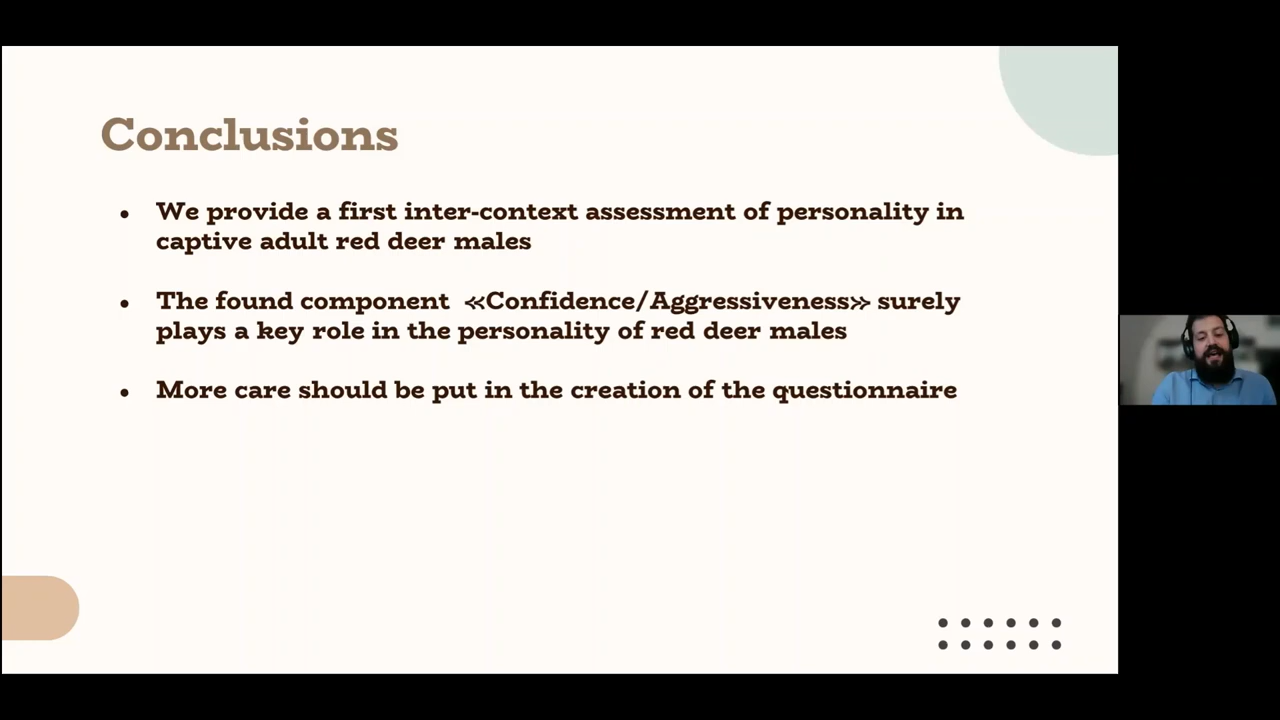 Conclusions
• We provide a first inter-context assessment of personality in
captive adult red deer males
• The found component «Confidence/Aggressiveness» surely
plays a key role in the personality of red deer males
• More care should be put in the creation of the questionnaire